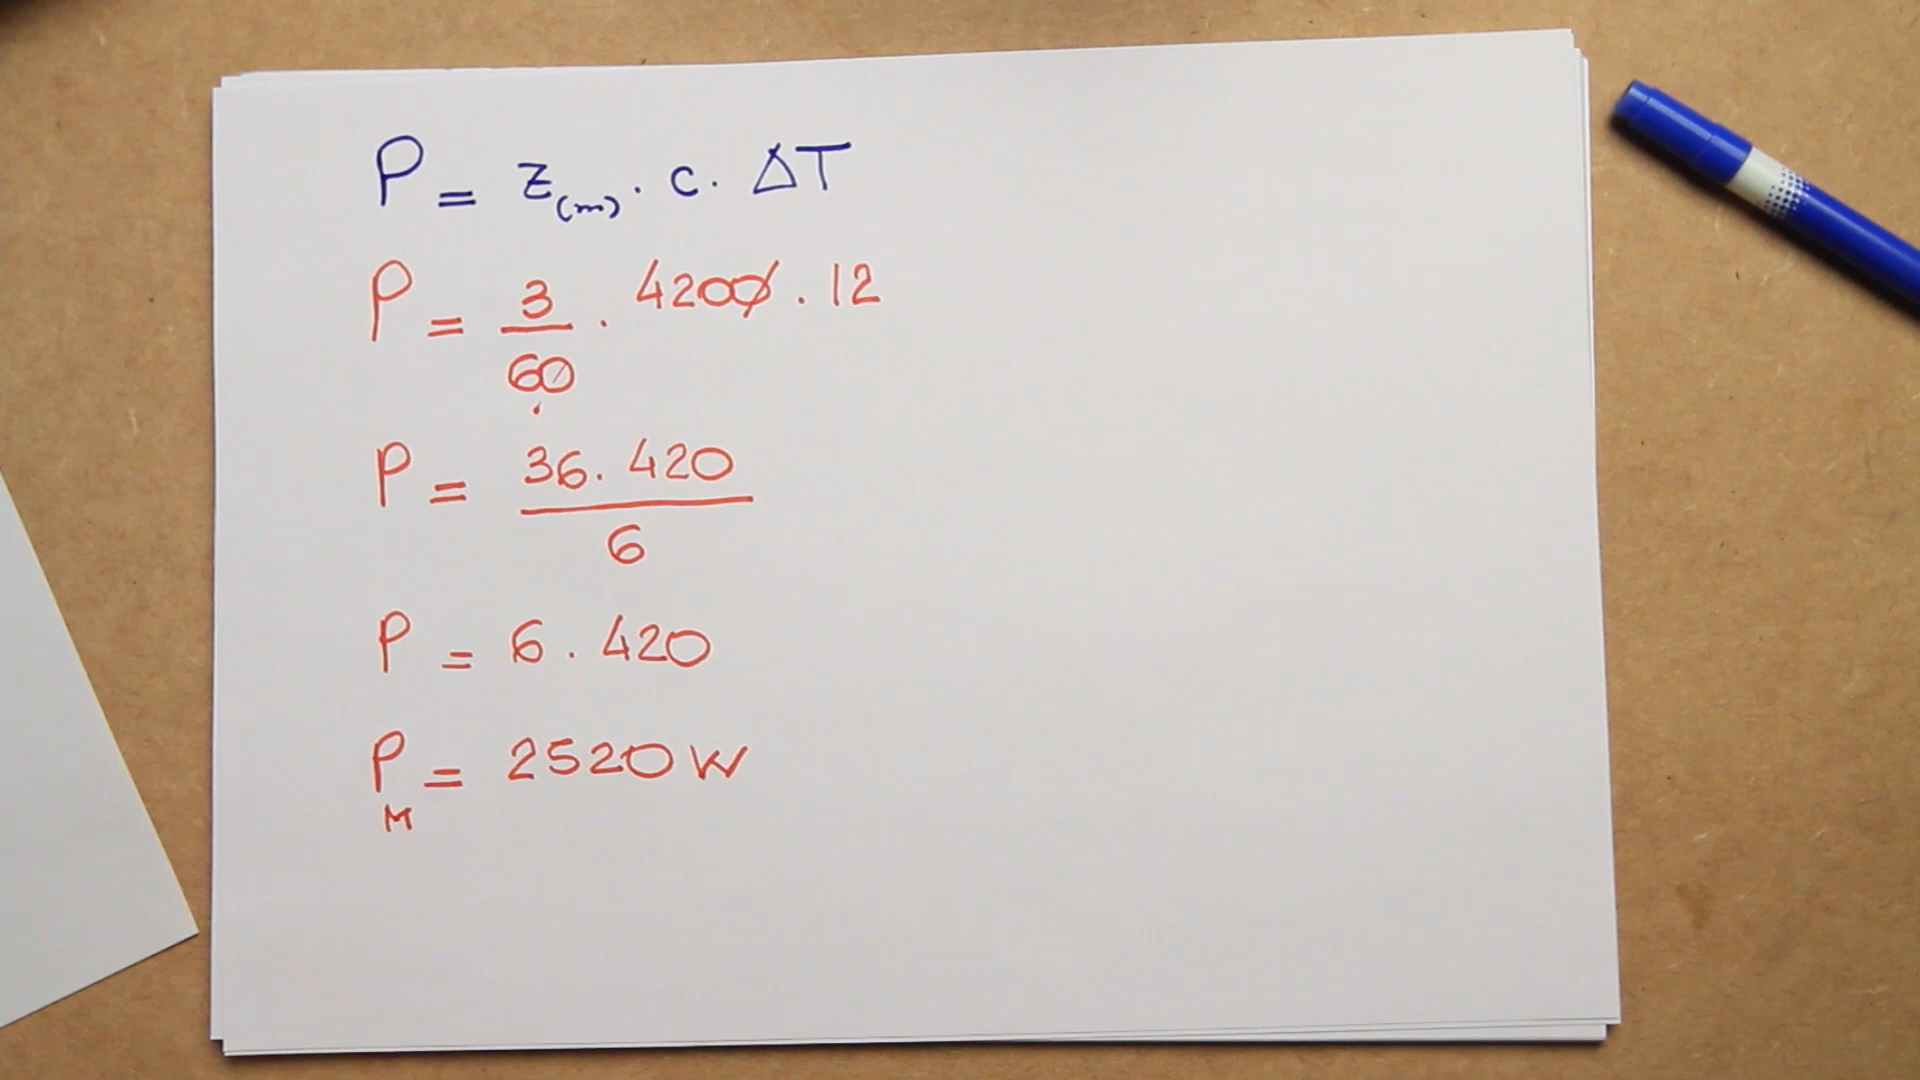 P = Z(m) . c . ΔT
P = 3/60 . 4200 . 12
P = 36. 420/6
P = 6 . 420
PM = 2520 W